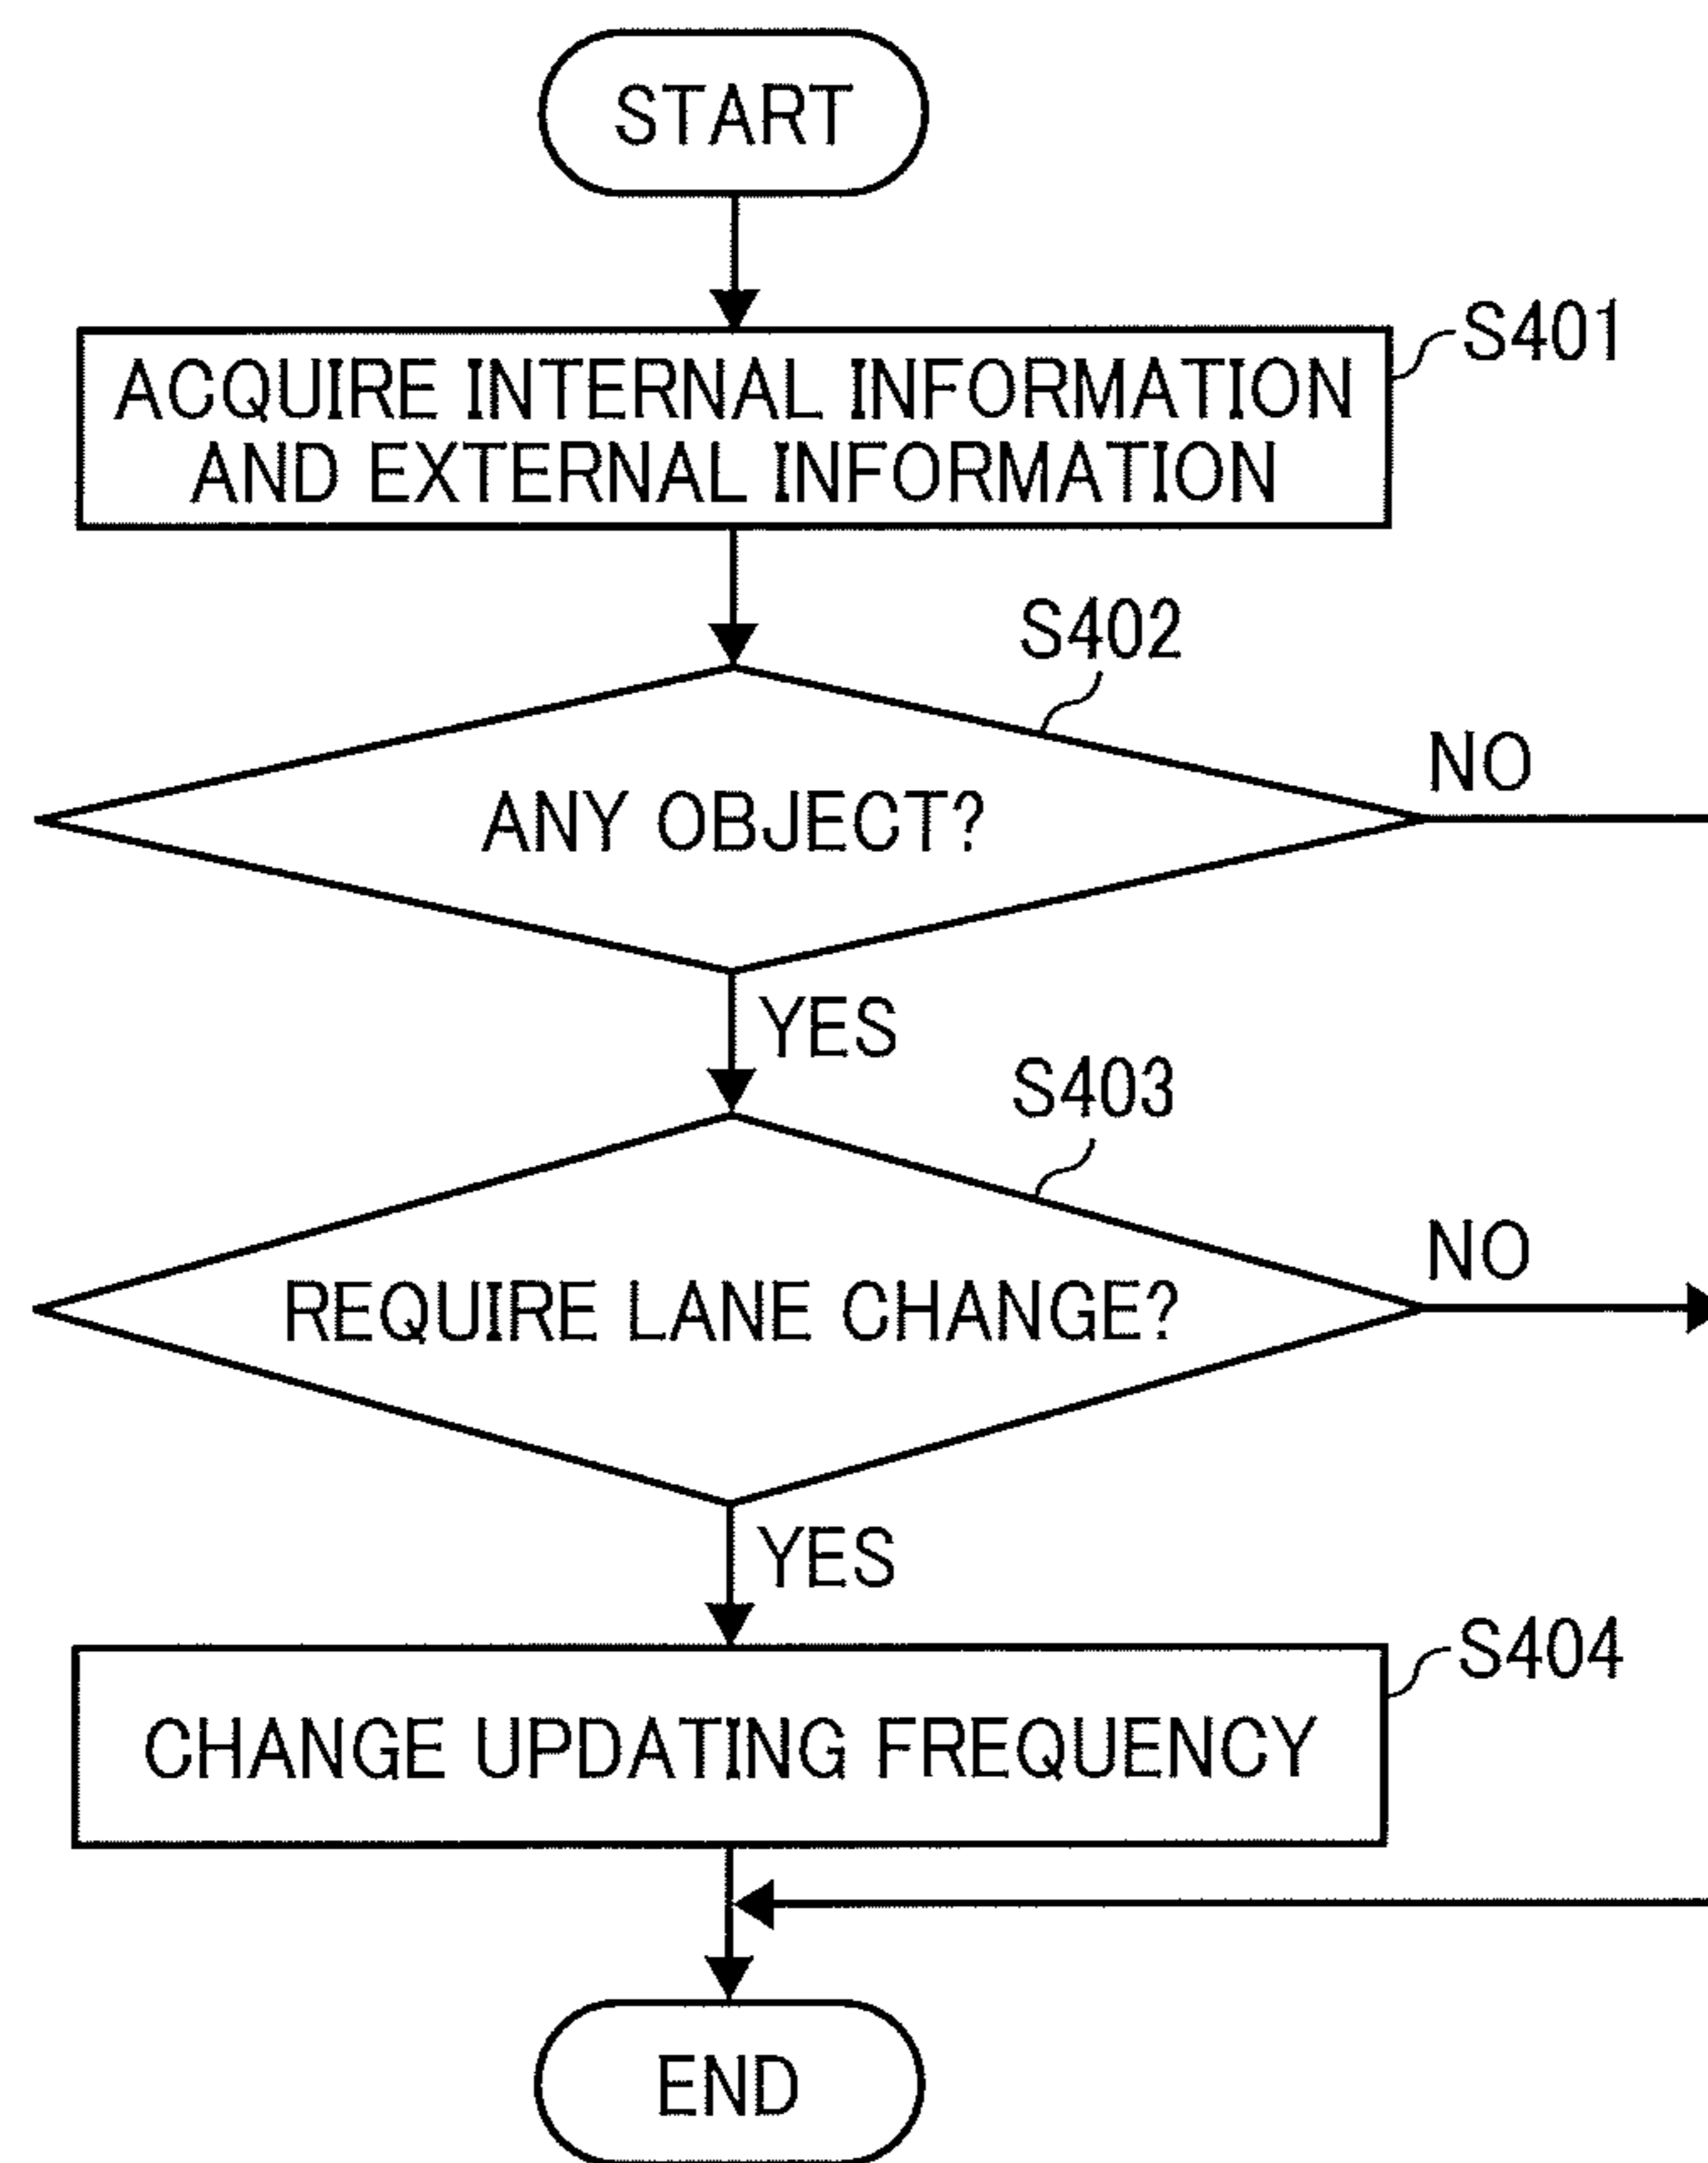 START
S401
ACQUIRE INTERNAL INFORMATION
AND EXTERNAL INFORMATION
S402
NO
ANY OBJECT?
YES
S403
NO
REQUIRE LANE CHANGE?
YES
S404
CHANGE UPDATING FREQUENCY
END